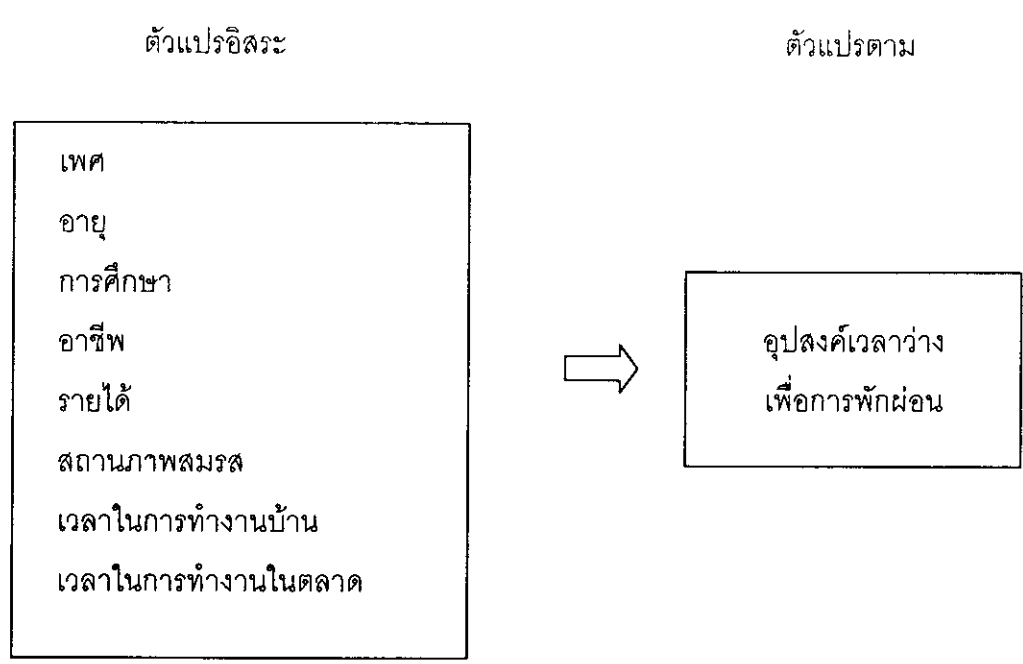 ตัวแปรอิสระ
ตัวแปรตาม
เพศ
อายุ
การศึกษา
อาชีพ
รายได้
สถานภาพสมรส
เวลาในการทำงานบ้าน
เวลาในการทำงานในตลาด
อุปสงค์เวลาว่าง
เพื่อการพักผ่อน